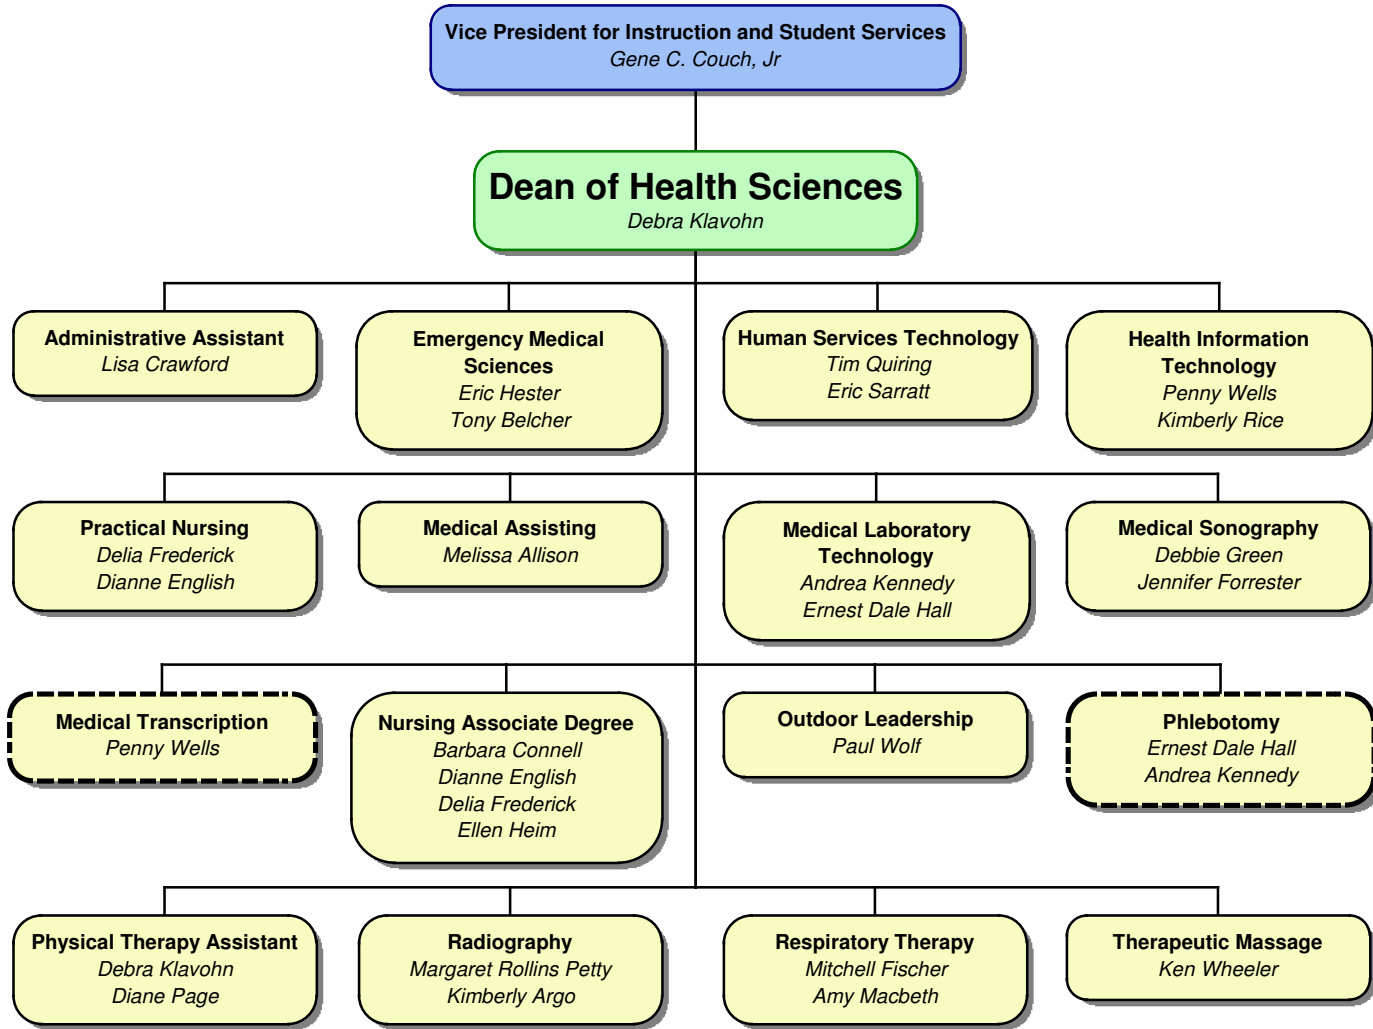 Vice President for Instruction and Student Services
Gene C. Couch, Jr
Dean of Health Sciences
Debra Klavohn
Administrative Assistant
Lisa Crawford
Emergency Medical
Sciences
Eric Hester
Tony Belcher
Human Services Technology
Tim Quiring
Eric Sarratt
Health Information
Technology
Penny Wells
Kimberly Rice
Practical Nursing
Delia Frederick
Dianne English
Medical Assisting
Melissa Allison
Medical Laboratory
Technology
Andrea Kennedy
Ernest Dale Hall
Medical Sonography
Debbie Green
Jennifer Forrester
Medical Transcription
Penny Wells
Nursing Associate Degree
Barbara Connell
Dianne English
Delia Frederick
Ellen Heim
Outdoor Leadership
Paul Wolf
Phlebotomy
Ernest Dale Hall
Andrea Kennedy
Physical Therapy Assistant
Debra Klavohn
Diane Page
Radiography
Margaret Rollins Petty
Kimberly Argo
Respiratory Therapy
Mitchell Fischer
Amy Macbeth
Therapeutic Massage
Ken Wheeler